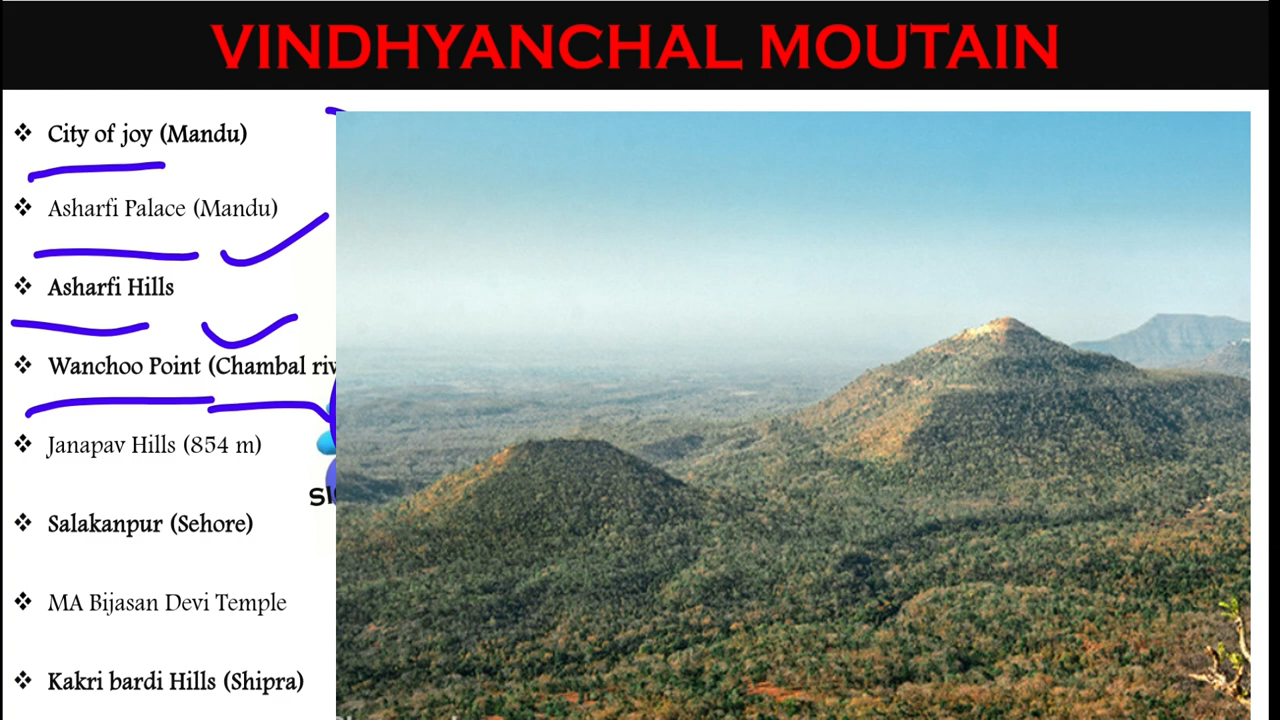 VINDHYANCHAL MOUTAIN
City of joy (Mandu)
Asharfi Palace (Mandu)
Asharfi Hills
Wanchoo Point (Chambal riv
Janapav Hills (854 m)
Salakanpur (Sehore)
MA Bijasan Devi Temple
Kakri bardi Hills (Shipra)